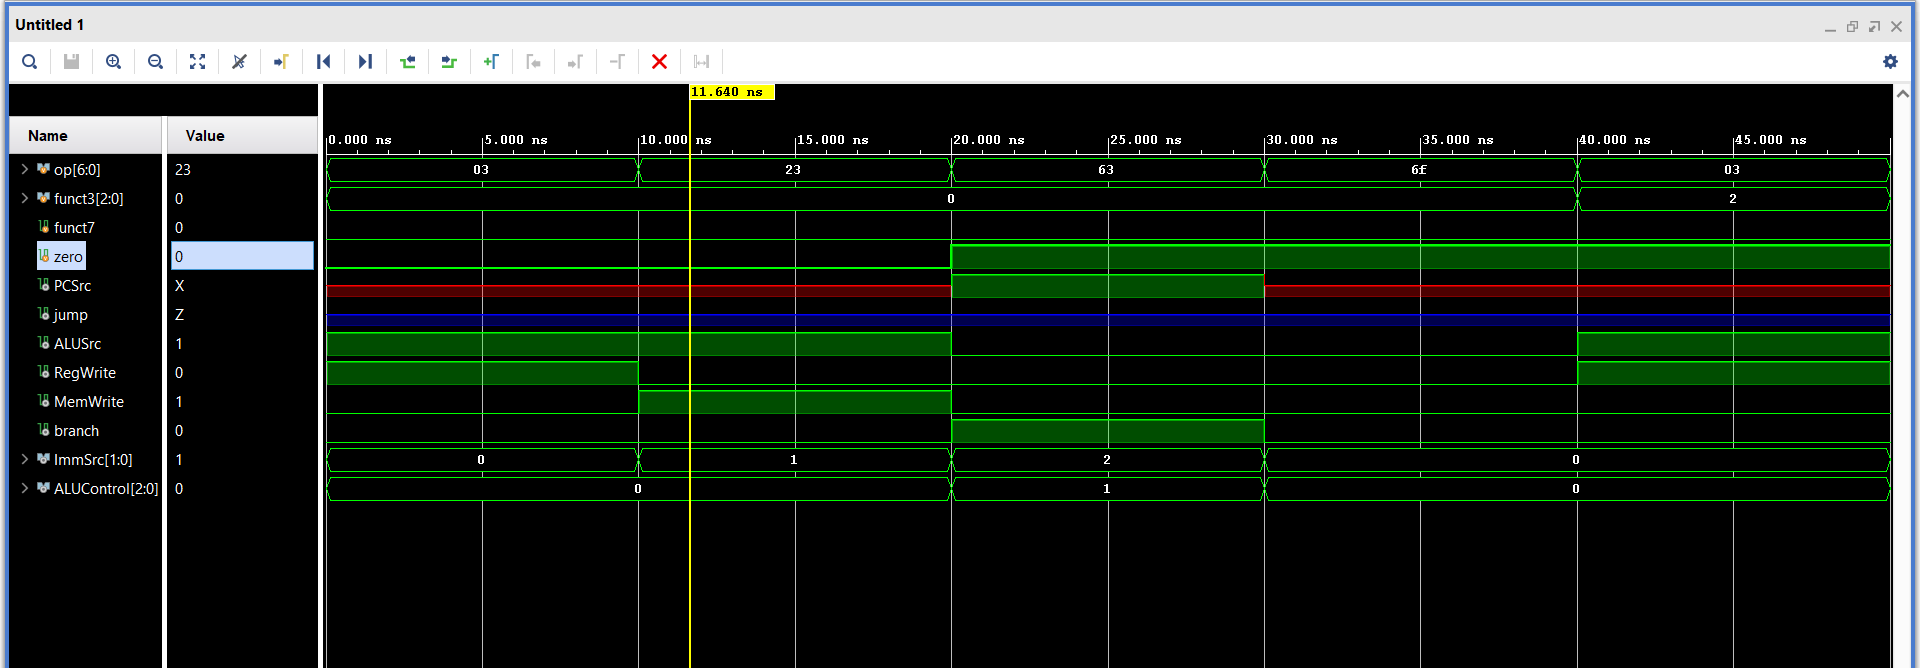 Untitled 1
11.640 ns
Name Value
0.000 ns 5.000 ns 10.000 ns 15.000 ns 20.000 ns 25.000 ns 30.000 ns 35.000 ns 40.000 ns 45.000 ns
op[6:0] 23 03 23 63 6f 03
funct3[2:0] 0 0 2
funct7 0
zero 0
PCSrc X
jump Z
ALUSrc 1
RegWrite 0
MemWrite 1
branch 0
ImmSrc[1:0] 1 0 1 2 0
ALUControl[2:0] 0 0 1 0